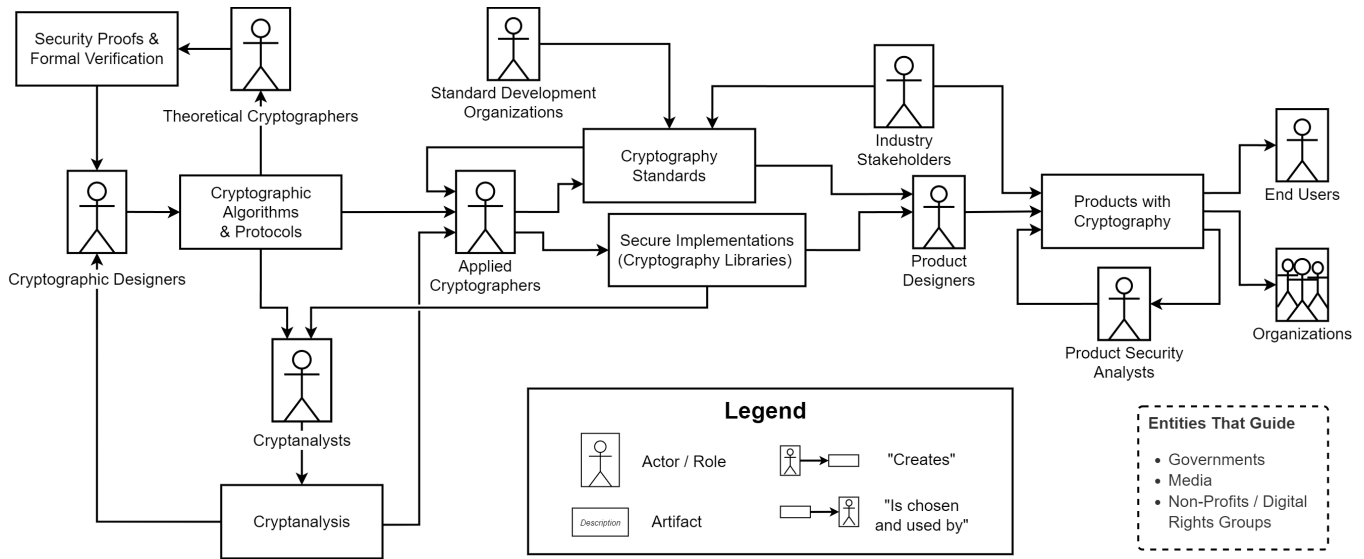 Security Proofs &
Formal Verification
Theoretical Cryptographers
Standard Development
Organizations
Industry
Stakeholders
Cryptography
Standards
End Users
Cryptographic
Algorithms
& Protocols
Products with
Cryptography
Cryptographic Designers
Applied
Cryptographers
Secure Implementations
(Cryptography Libraries)
Product
Designers
Organizations
Product Security
Analysts
Cryptanalysts
Cryptanalysis
Legend
Actor / Role
"Creates"
Description
Artifact
"Is chosen
and used by"
Entities That Guide
• Governments
• Media
• Non-Profits / Digital
Rights Groups